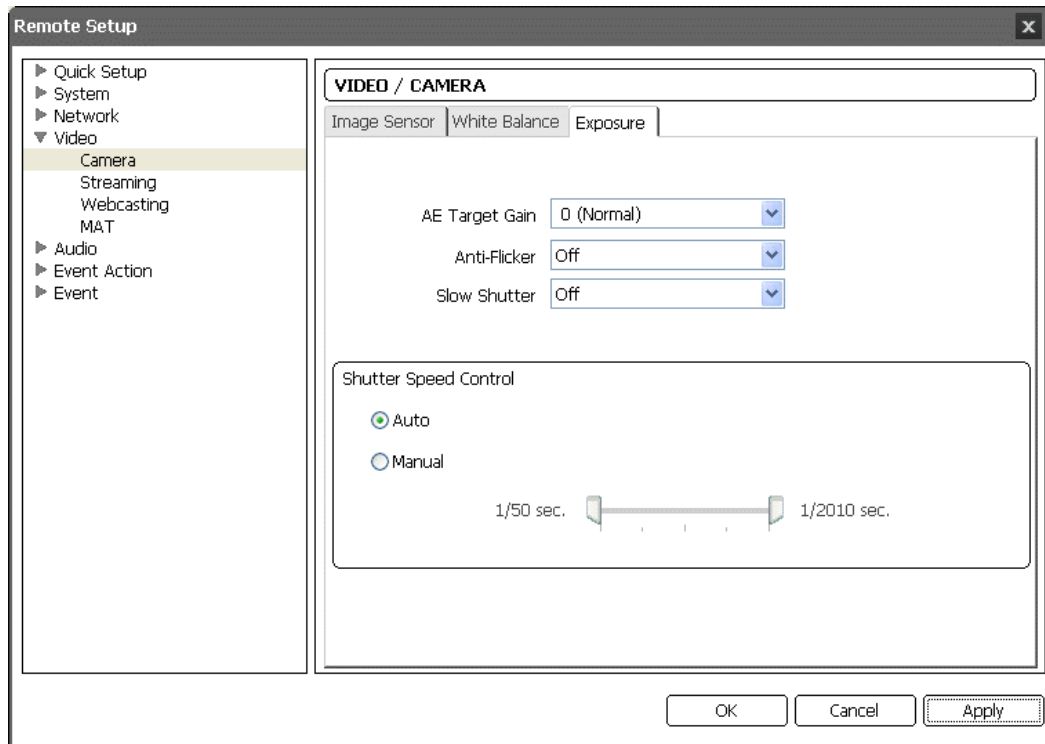 Remote Setup
Quick Setup
System
Network
Video
Camera
Streaming
Webcasting
MAT
Audio
Event Action
Event
VIDEO / CAMERA
Image Sensor
White Balance
Exposure
AE Target Gain
0 (Normal)
Anti-Flicker
Off
Slow Shutter
Off
Shutter Speed Control
Auto
Manual
1/50 sec.
1/2010 sec.
OK
Cancel
Apply